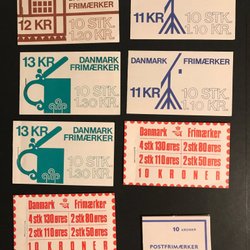 FRIMÆRKER
12 KR
10 STK.
1.20 KR.
FRIMÆRKER
11 KR
10 STK.
1.10 KR.
13 KR
DANMARK
FRIMÆRKER
10 STK.
1.30 KR.
DANMARK
FRIMÆRKER
11 KR
10 STK.
1.10 KR.
13 KR
DANMARK
FRIMÆRKER
10 STK.
1.30 KR.
Danmark Frimærker
4 stk 130 øres 2 stk 80 øres
2 stk 110 øres 2 stk 50 øres
10 KRONER
Danmark Frimærker
4 stk 130 øres 2 stk 80 øres
2 stk 110 øres 2 stk 50 øres
10 KRONER
10 KRONER
POSTFRIMÆRKER